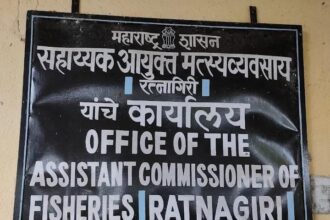 महाराष्ट्र शासन
सहाय्यक आयुक्त मत्स्यव्यवसाय
रत्नागिरी
यांचे कार्यालय
OFFICE OF THE
ASSISTANT COMMISSIONER OF
FISHERIES RATNAGIRI